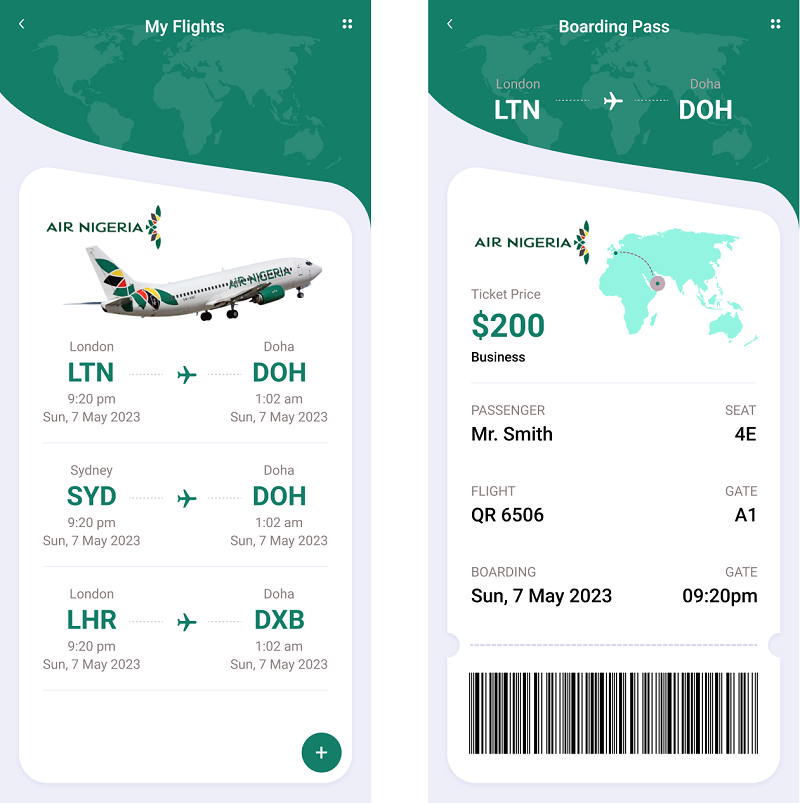 My Flights
AIR NIGERIA
AIR NIGERIA
London Doha
LTN DOH
9:20 pm 1:02 am
Sun, 7 May 2023 Sun, 7 May 2023
Sydney Doha
SYD DOH
9:20 pm 1:02 am
Sun, 7 May 2023 Sun, 7 May 2023
London Doha
LHR DXB
9:20 pm 1:02 am
Sun, 7 May 2023 Sun, 7 May 2023
+
Boarding Pass
London Doha
LTN DOH
AIR NIGERIA
Ticket Price
$200
Business
PASSENGER SEAT
Mr. Smith 4E
FLIGHT GATE
QR 6506 A1
BOARDING GATE
Sun, 7 May 2023 09:20pm